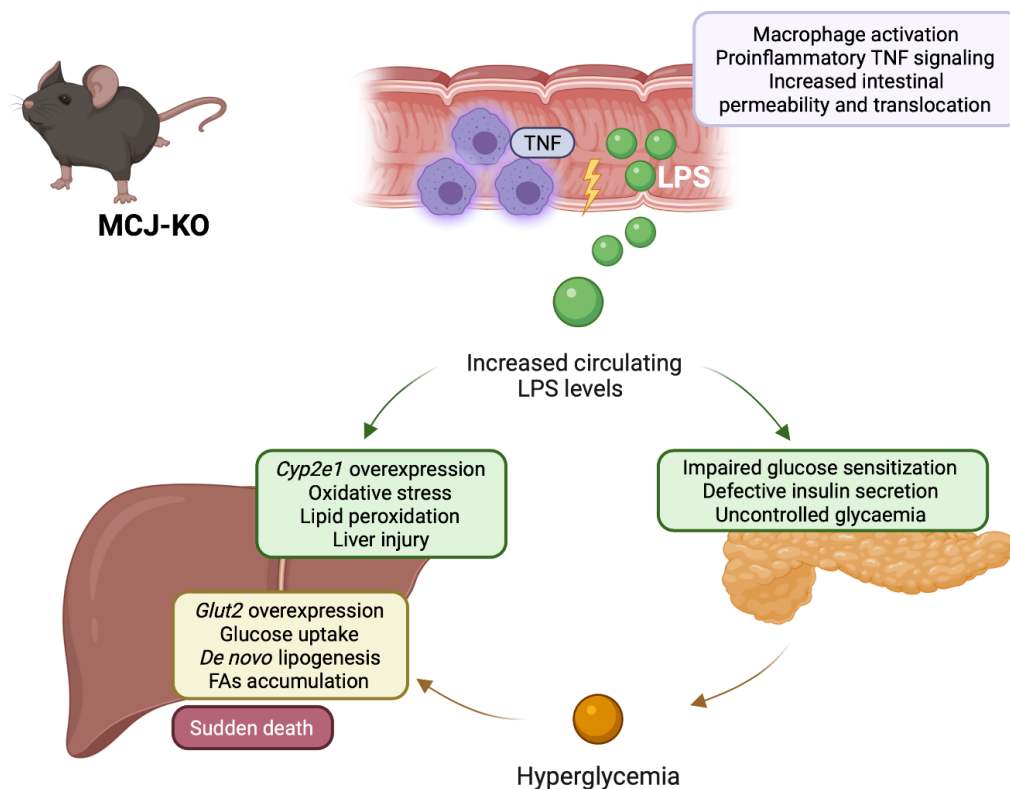 Macrophage activation
Proinflammatory TNF signaling
Increased intestinal
permeability and translocation
TNF
LPS
MCJ-KO
Increased circulating
LPS levels
Cyp2e1 overexpression
Oxidative stress
Lipid peroxidation
Liver injury
Impaired glucose sensitization
Defective insulin secretion
Uncontrolled glycaemia
Glut2 overexpression
Glucose uptake
De novo lipogenesis
FAs accumulation
Sudden death
Hyperglycemia